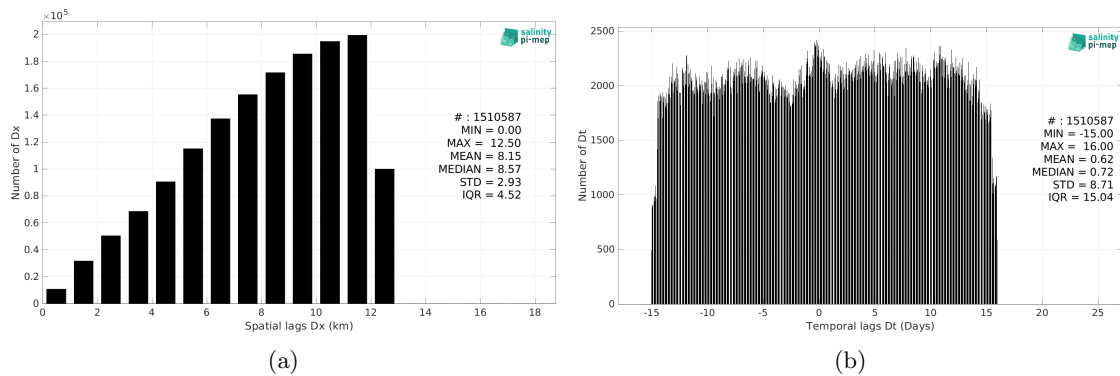 ×10⁵
2
1.8
1.6
1.4
1.2
1
0.8
0.6
0.4
0.2
0
Number of Dx
salinity
pi-mep
# : 1510587
MIN = 0.00
MAX = 12.50
MEAN = 8.15
MEDIAN = 8.57
STD = 2.93
IQR = 4.52
0 2 4 6 8 10 12 14 16 18
Spatial lags Dx (km)
(a)
2500
2000
1500
1000
500
0
Number of Dt
salinity
pi-mep
# : 1510587
MIN = -15.00
MAX = 16.00
MEAN = 0.62
MEDIAN = 0.72
STD = 8.71
IQR = 15.04
-15 -10 -5 0 5 10 15 20 25
Temporal lags Dt (Days)
(b)